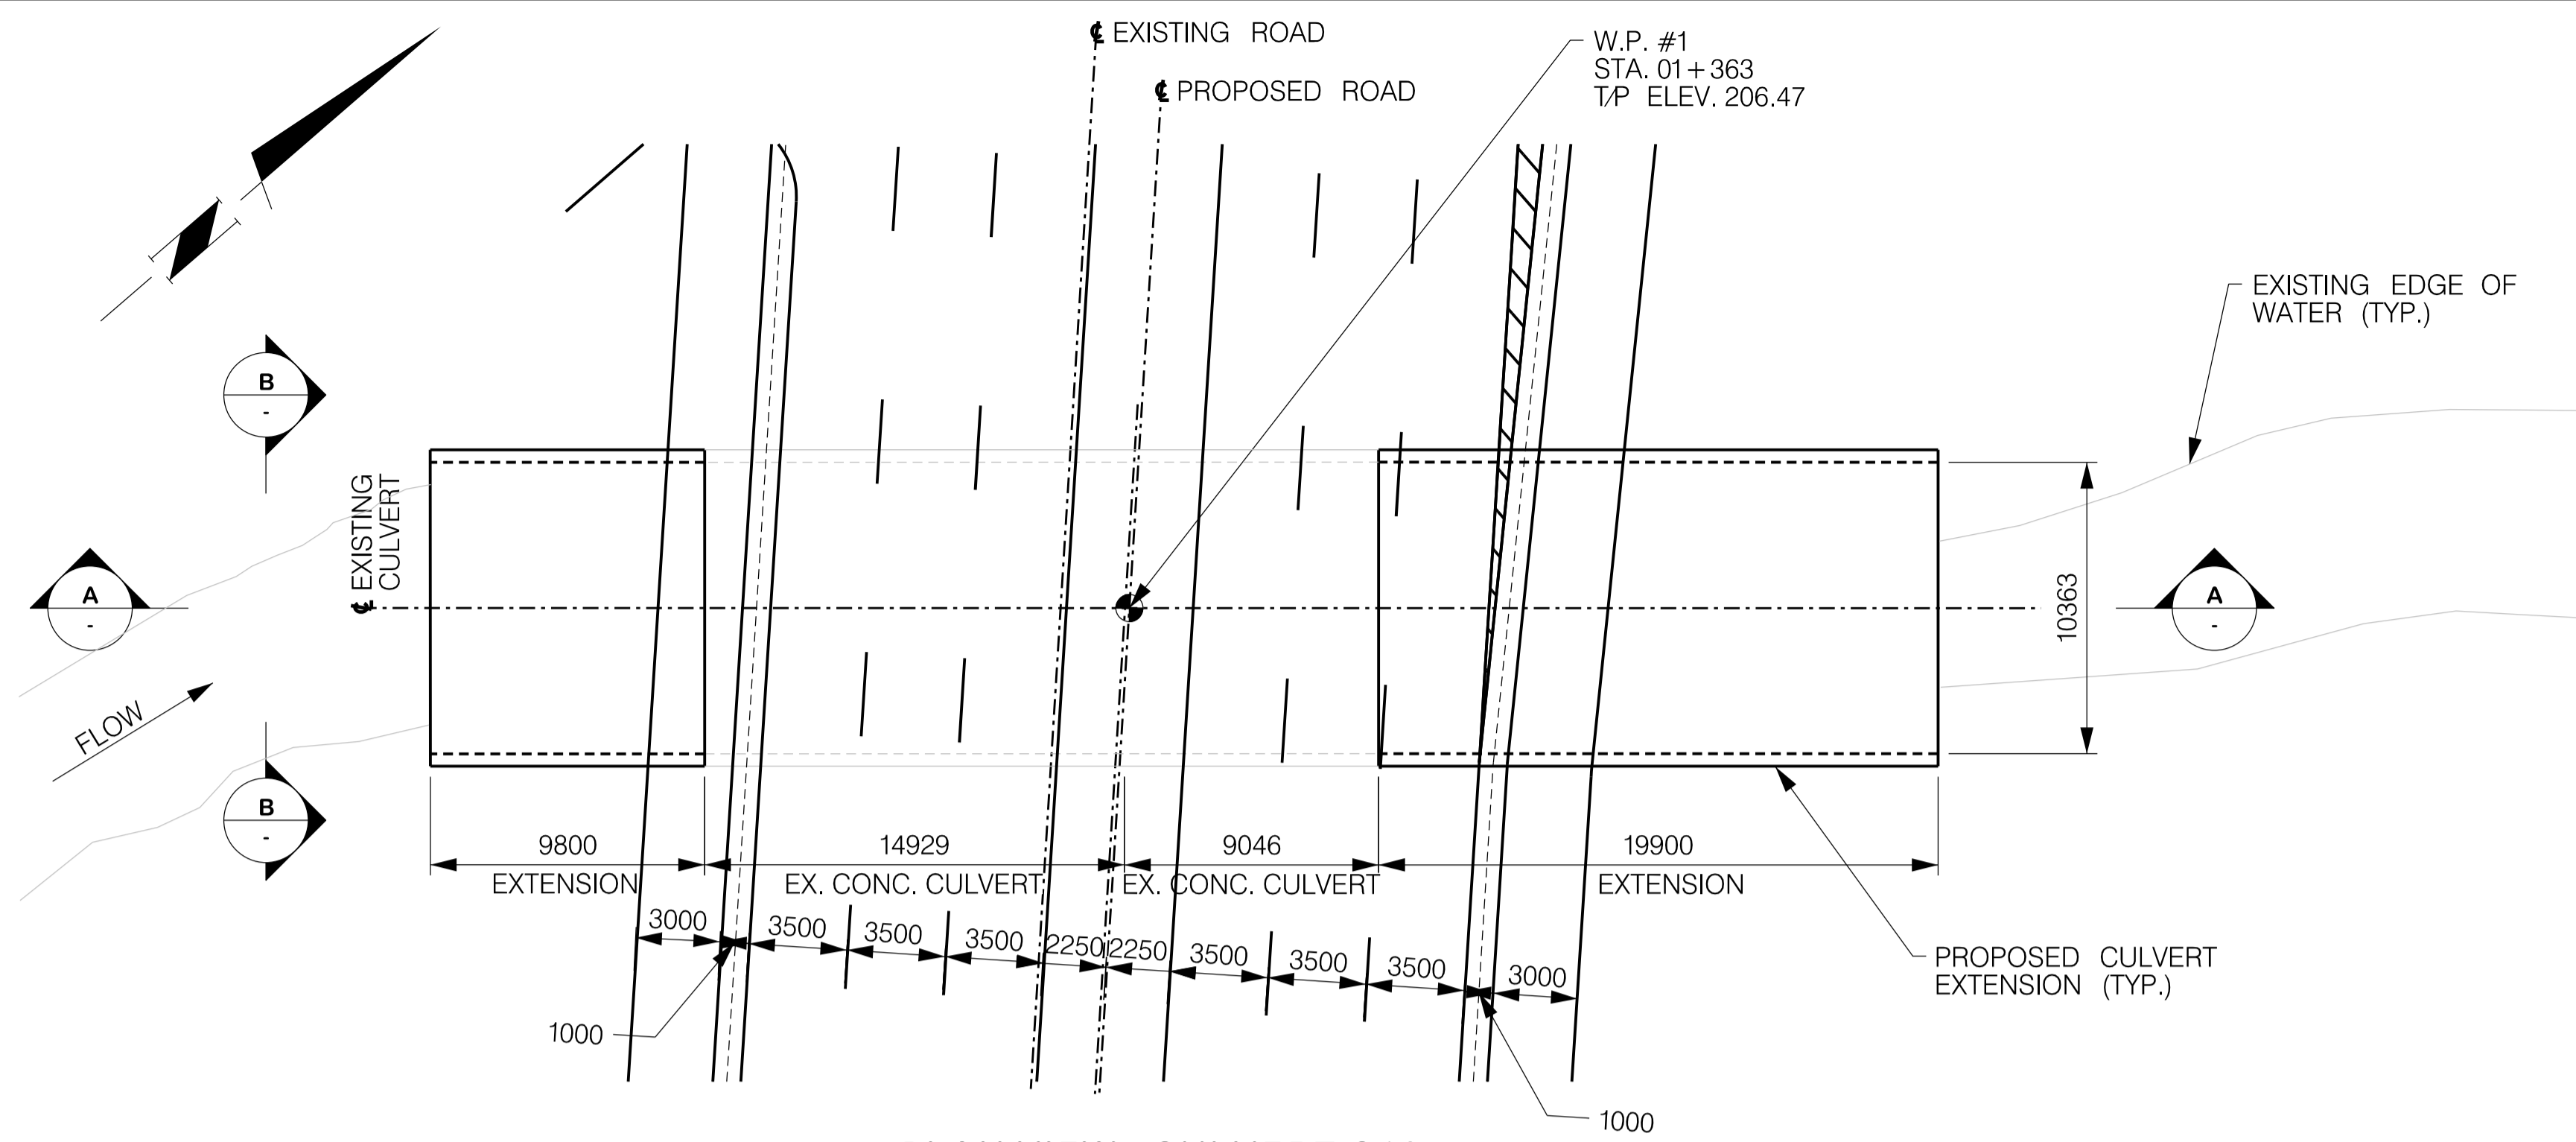 ℄ EXISTING ROAD
℄ PROPOSED ROAD
W.P. #1
STA. 01+363
T/P ELEV. 206.47
EXISTING EDGE OF
WATER (TYP.)
B
-
℄ EXISTING
CULVERT
A
-
10363
A
-
FLOW
B
-
9800
14929
9046
19900
EXTENSION
EX. CONC. CULVERT
EX. CONC. CULVERT
EXTENSION
3000
3500
3500
3500
2250
2250
3500
3500
3500
3000
PROPOSED CULVERT
EXTENSION (TYP.)
1000
1000